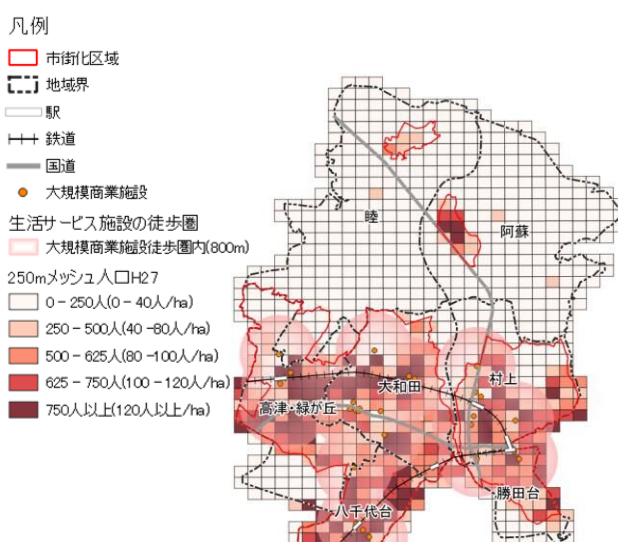 凡例
市街化区域
地域界
駅
鉄道
国道
大規模商業施設
生活サービス施設の徒歩圏
大規模商業施設徒歩圏内(800m)
250mメッシュ人口H27
0-250人(0-40人/ha)
250-500人(40-80人/ha)
500-625人(80-100人/ha)
625-750人(100-120人/ha)
750人以上(120人以上/ha)
睦
阿蘇
大和田
村上
高津・緑が丘
勝田台
八千代台